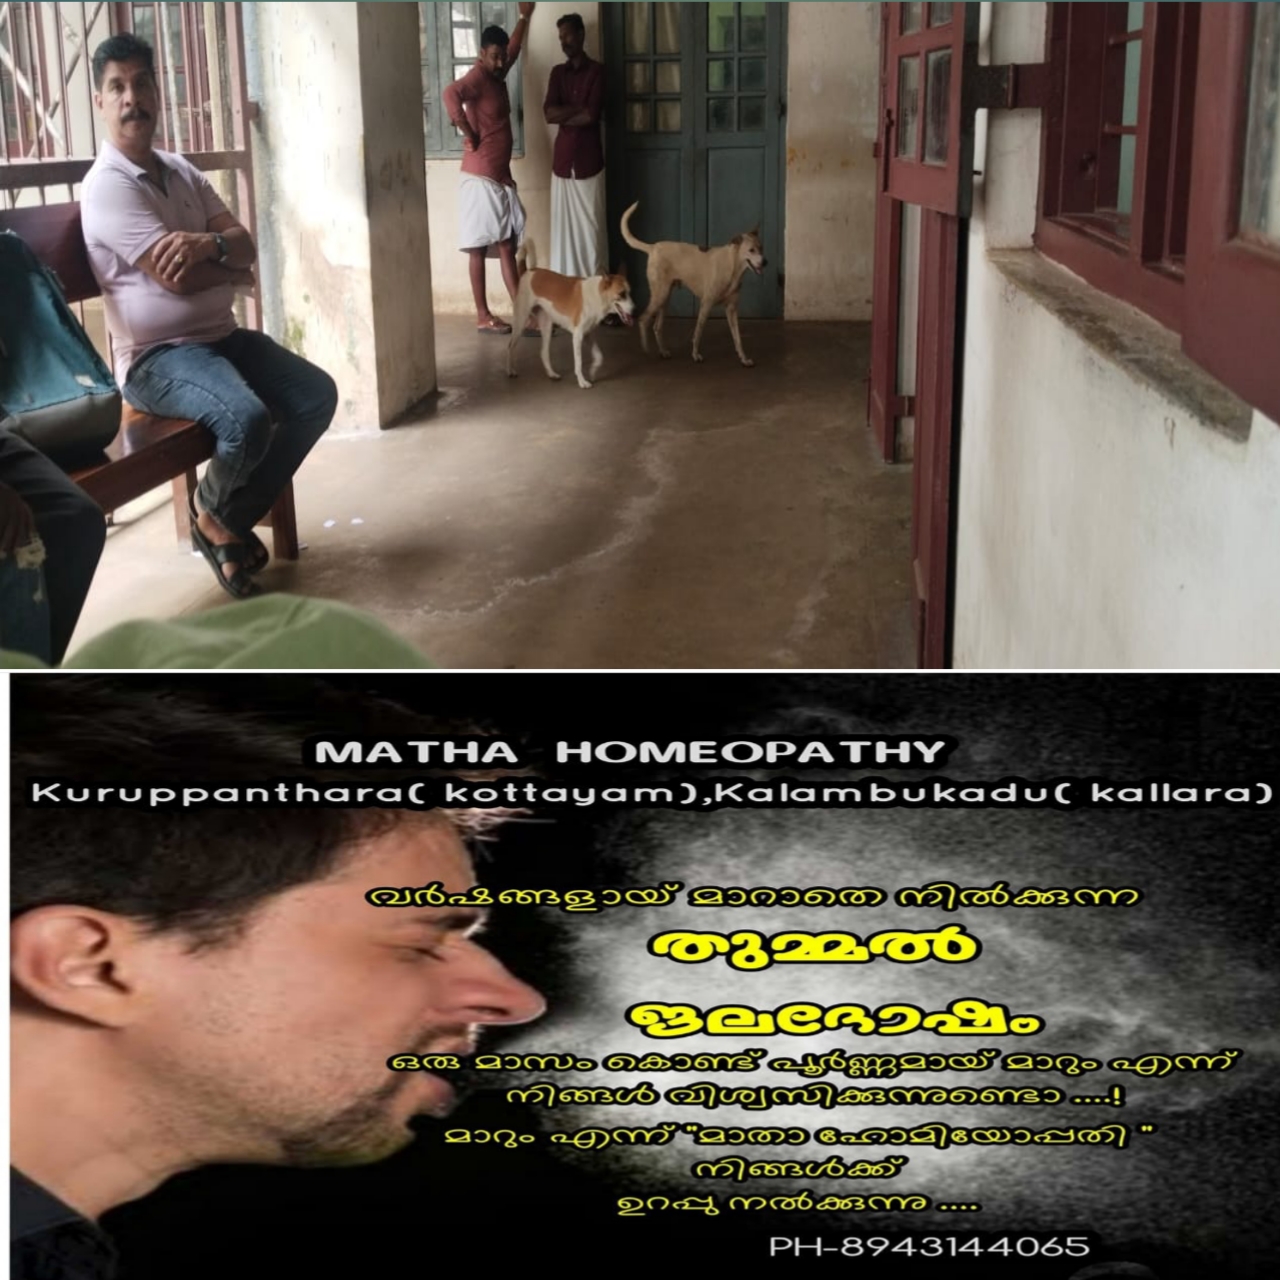 MATHA HOMEOPATHY
Kuruppanthara( kottayam),Kalambukadu( kallara)
വർഷങ്ങളായ് മാറാതെ നിൽക്കുന്ന
തുമ്മൽ
ജലദോഷം
ഒരു മാസം കൊണ്ട് പൂർണ്ണമായ് മാറും എന്ന്
നിങ്ങൾ വിശ്വസിക്കുന്നുണ്ടൊ ....!
മാറും എന്ന് "മാതാ ഹോമിയോപ്പതി "
നിങ്ങൾക്ക്
ഉറപ്പു നൽക്കുന്നു ....
PH-8943144065